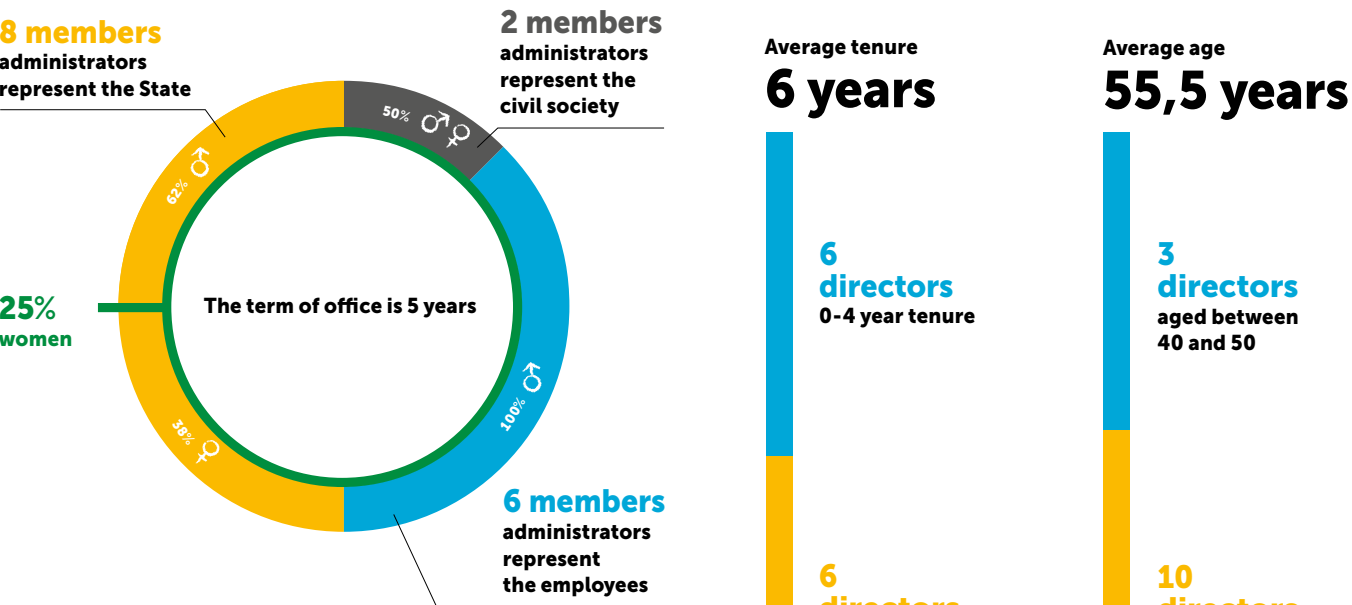 8 members
administrators
represent the State
2 members
administrators
represent the
civil society
50%
62%
25%
women
The term of office is 5 years
38%
100%
6 members
administrators
represent
the employees
Average tenure
6 years
6
directors
0-4 year tenure
6
directors
Average age
55,5 years
3
directors
aged between
40 and 50
10
directors